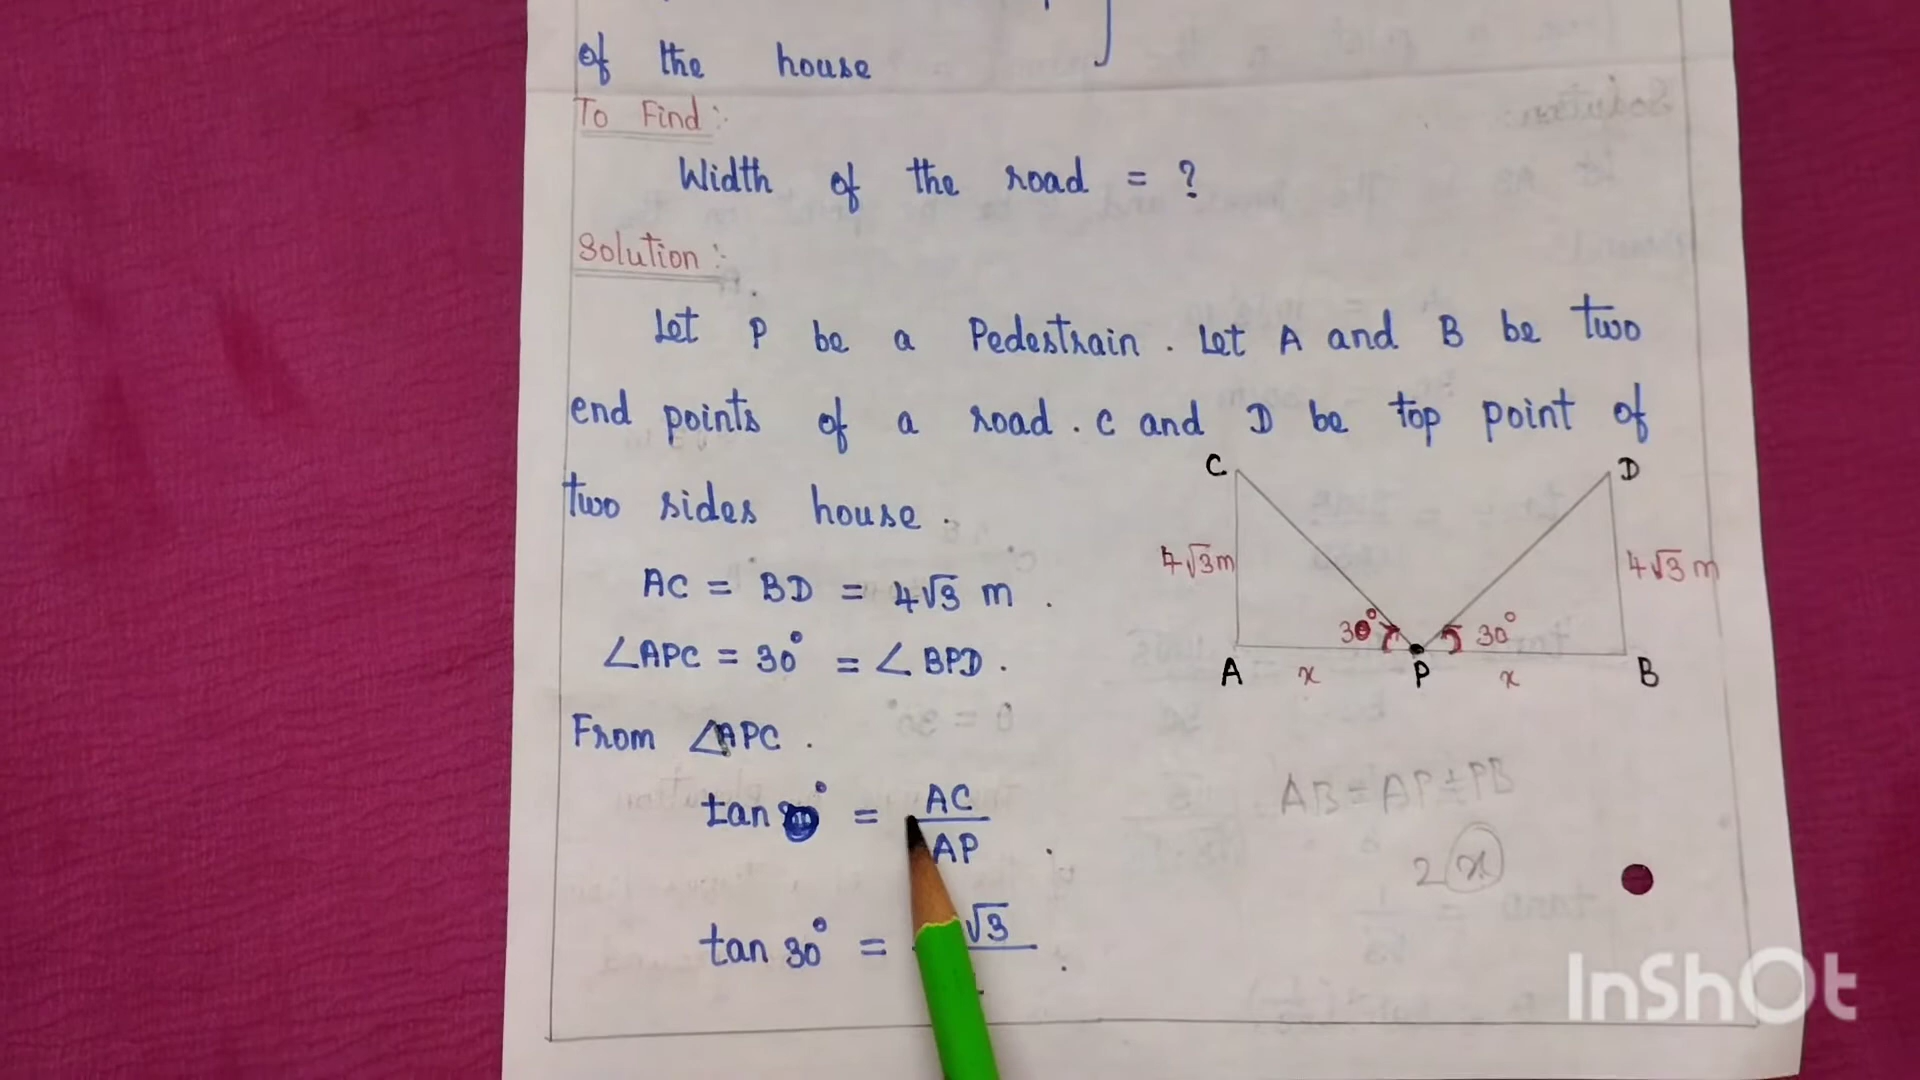 of the house
To Find :
Width of the road = ?
Solution :
Let P be a Pedestrain . Let A and B be two
end points of a road . C and D be top point of
two sides house .
AC = BD = 4√3 m .
∠APC = 30° = ∠BPD .
From ∠APC .
tan ° = AC
AP
tan 30° = √3
C
D
4√3m
4√3 m
30°
30°
A x P x B
AB = AP + PB
2x
InShOt